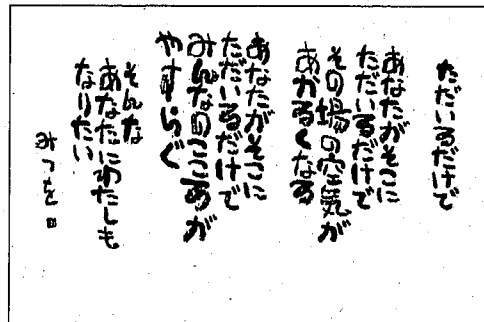 ただいるだけで
あなたがそこに
ただいるだけで
その場の空気が
あかるくなる
あなたがそこに
ただいるだけで
みんなのこころが
やすらぐ
そんな
あなたにわたしも
なりたい
みつを